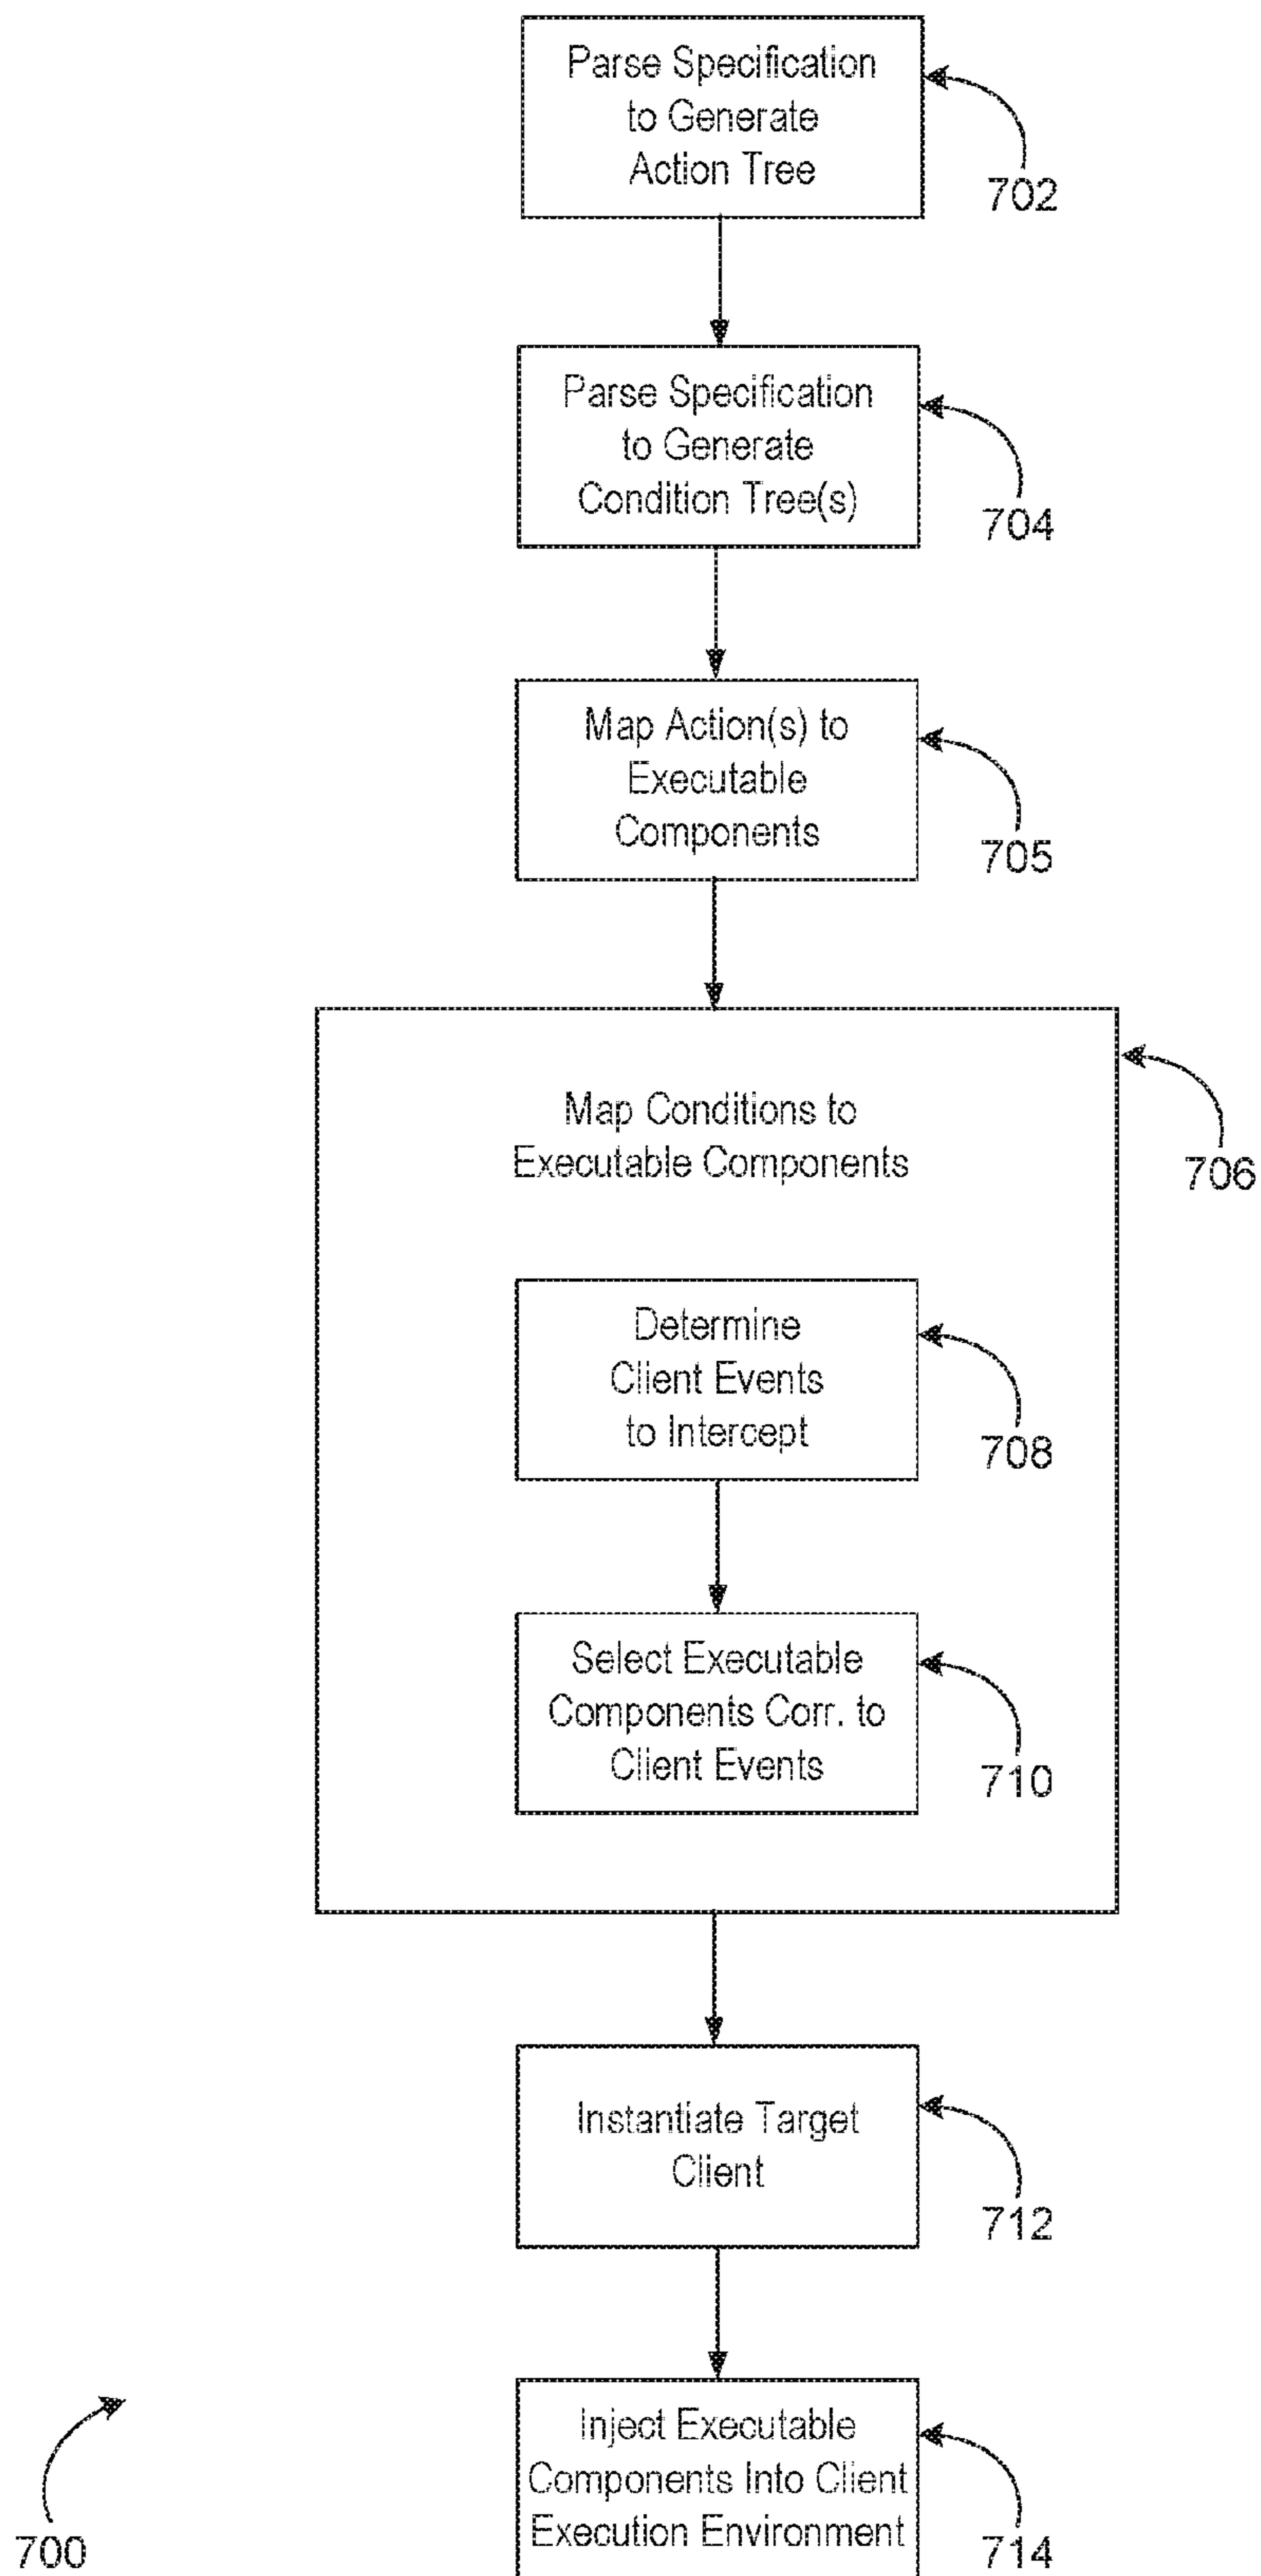 Parse Specification
to Generate
Action Tree
702
Parse Specification
to Generate
Condition Tree(s)
704
Map Action(s) to
Executable
Components
705
Map Conditions to
Executable Components
706
Determine
Client Events
to Intercept
708
Select Executable
Components Corr. to
Client Events
710
Instantiate Target
Client
712
Inject Executable
Components Into Client
Execution Environment
714
700